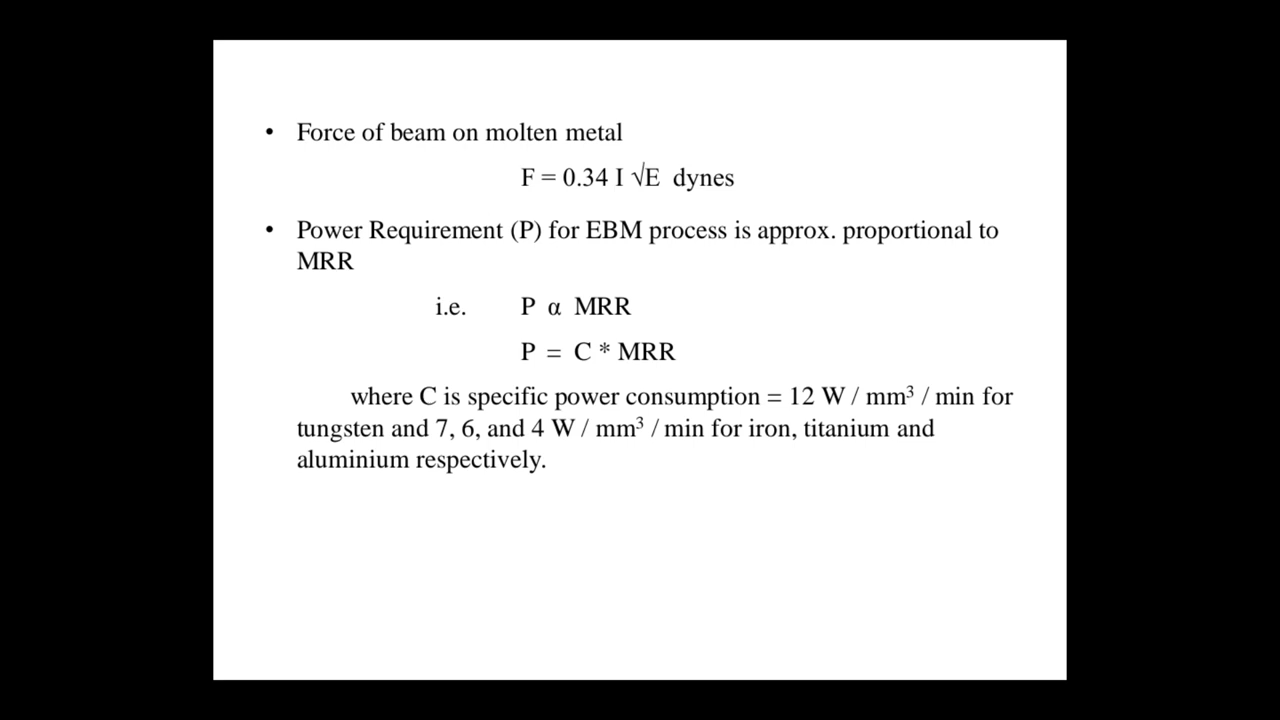 • Force of beam on molten metal
F = 0.34 I √E dynes
• Power Requirement (P) for EBM process is approx. proportional to
MRR
i.e. P α MRR
P = C * MRR
where C is specific power consumption = 12 W / mm³ / min for
tungsten and 7, 6, and 4 W / mm³ / min for iron, titanium and
aluminium respectively.